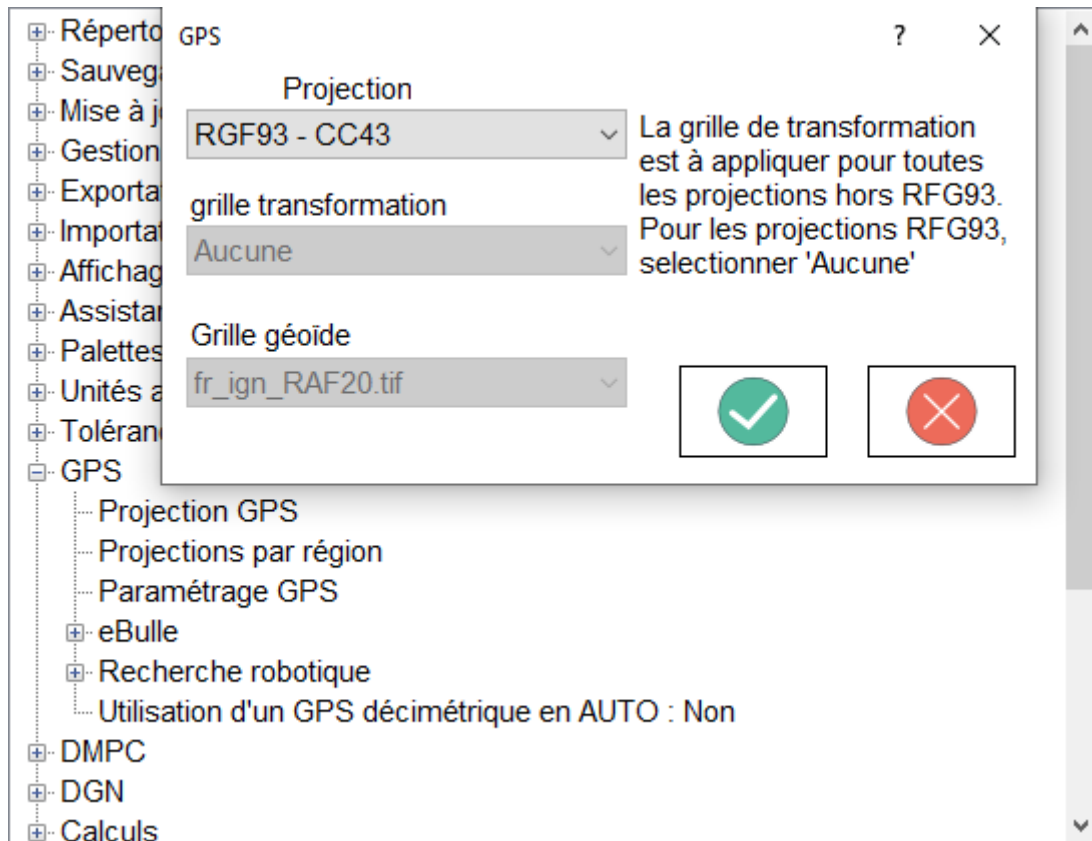 Réperto
Sauvega
Mise à j
Gestion
Exporta
Importat
Affichag
Assistan
Palettes
Unités a
Toléran
GPS
Projection GPS
Projections par région
Paramétrage GPS
eBulle
Recherche robotique
Utilisation d'un GPS décimétrique en AUTO : Non
DMPC
DGN
Calculs
GPS
?
Projection
RGF93 - CC43
grille transformation
Aucune
Grille géoïde
fr_ign_RAF20.tif
La grille de transformation
est à appliquer pour toutes
les projections hors RFG93.
Pour les projections RFG93,
selectionner 'Aucune'